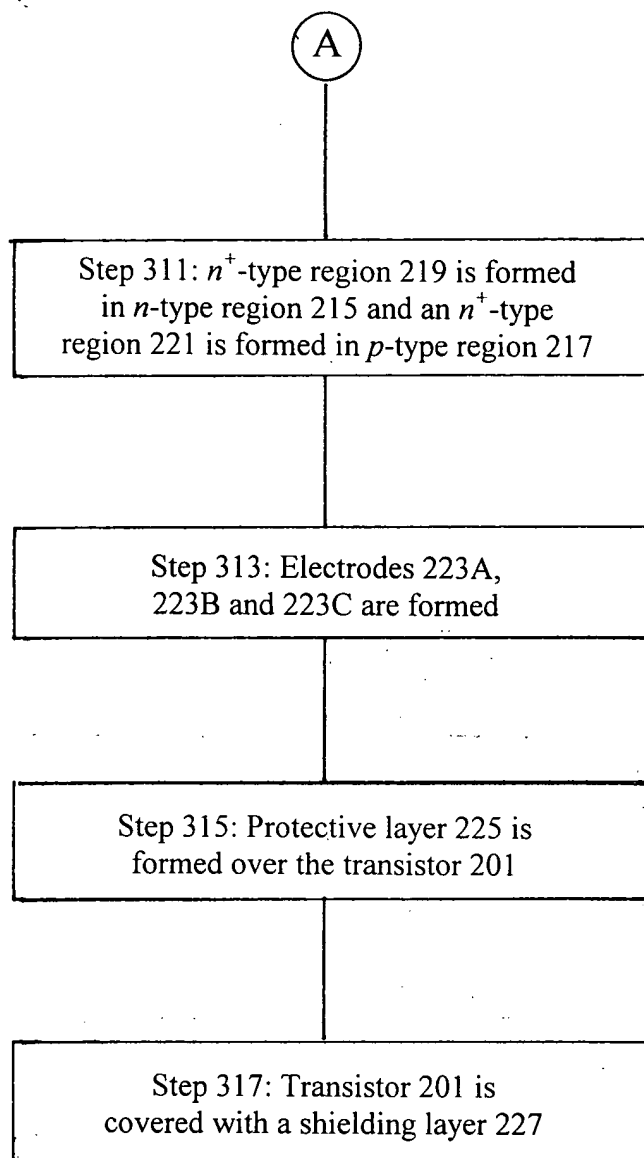 A
Step 311: n⁺-type region 219 is formed
in n-type region 215 and an n⁺-type
region 221 is formed in p-type region 217
Step 313: Electrodes 223A,
223B and 223C are formed
Step 315: Protective layer 225 is
formed over the transistor 201
Step 317: Transistor 201 is
covered with a shielding layer 227